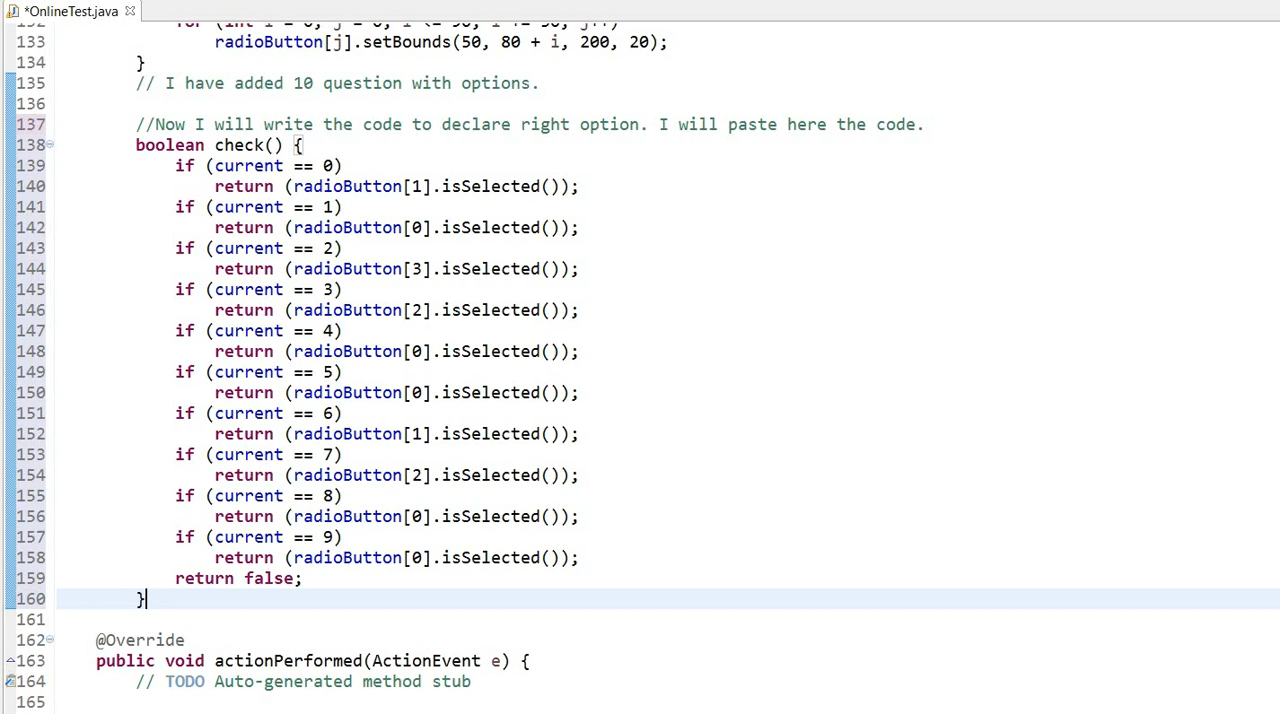 *OnlineTest.java
133 radioButton[j].setBounds(50, 80 + i, 200, 20);
134 }
135 // I have added 10 question with options.
136
137 //Now I will write the code to declare right option. I will paste here the code.
138 boolean check() {
139 if (current == 0)
140 return (radioButton[1].isSelected());
141 if (current == 1)
142 return (radioButton[0].isSelected());
143 if (current == 2)
144 return (radioButton[3].isSelected());
145 if (current == 3)
146 return (radioButton[2].isSelected());
147 if (current == 4)
148 return (radioButton[0].isSelected());
149 if (current == 5)
150 return (radioButton[0].isSelected());
151 if (current == 6)
152 return (radioButton[1].isSelected());
153 if (current == 7)
154 return (radioButton[2].isSelected());
155 if (current == 8)
156 return (radioButton[0].isSelected());
157 if (current == 9)
158 return (radioButton[0].isSelected());
159 return false;
160 }
161
162 @Override
163 public void actionPerformed(ActionEvent e) {
164 // TODO Auto-generated method stub
165